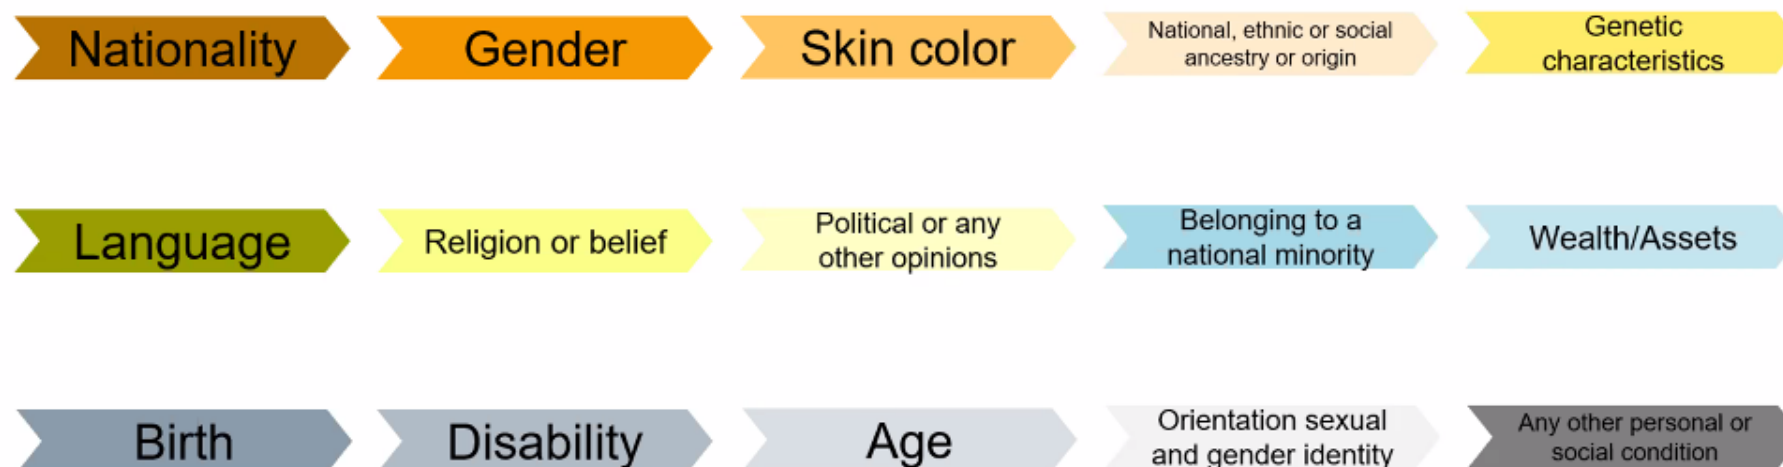 Nationality
Gender
Skin color
National, ethnic or social
ancestry or origin
Genetic
characteristics
Language
Religion or belief
Political or any
other opinions
Belonging to a
national minority
Wealth/Assets
Birth
Disability
Age
Orientation sexual
and gender identity
Any other personal or
social condition